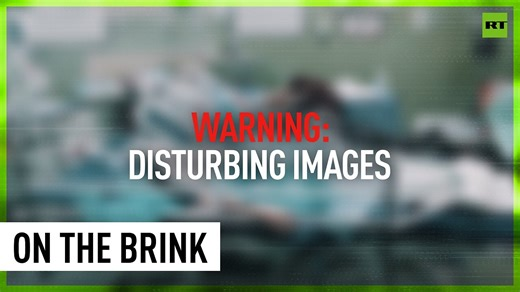 RT
WARNING:
DISTURBING IMAGES
ON THE BRINK